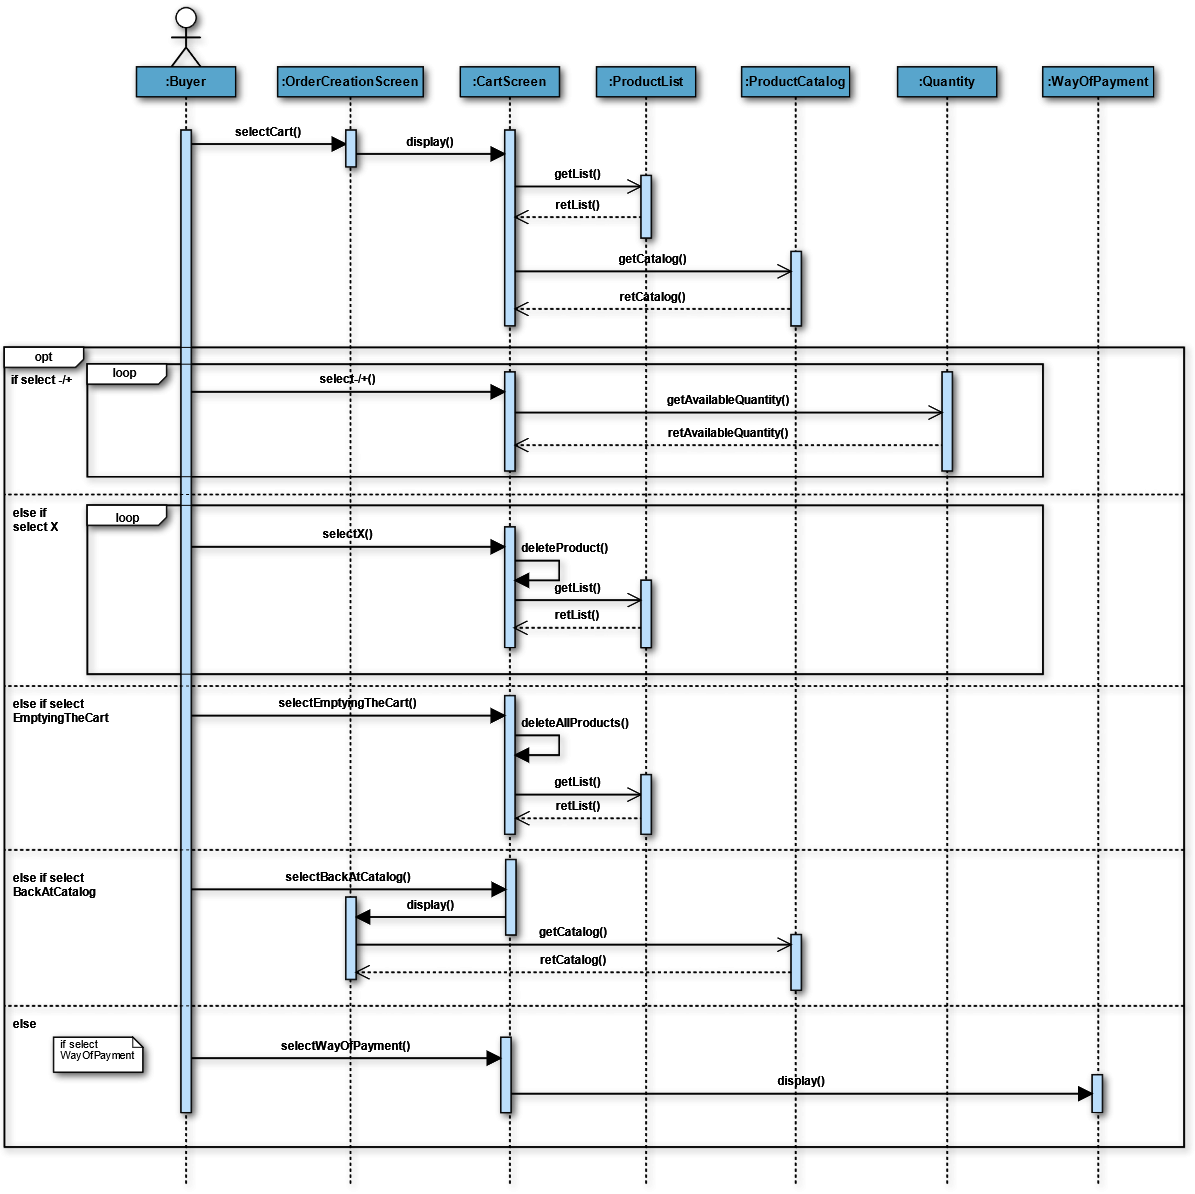 :Buyer
:OrderCreationScreen
:CartScreen
:ProductList
:ProductCatalog
:Quantity
:WayOfPayment
selectCart()
display()
getList()
retList()
getCatalog()
retCatalog()
opt
if select -/+
loop
select-/+()
getAvailableQuantity()
retAvailableQuantity()
else if
select X
loop
selectX()
deleteProduct()
getList()
retList()
else if select
EmptyingTheCart
selectEmptyingTheCart()
deleteAllProducts()
getList()
retList()
else if select
BackAtCatalog
selectBackAtCatalog()
display()
getCatalog()
retCatalog()
else
if select
WayOfPayment
selectWayOfPayment()
display()